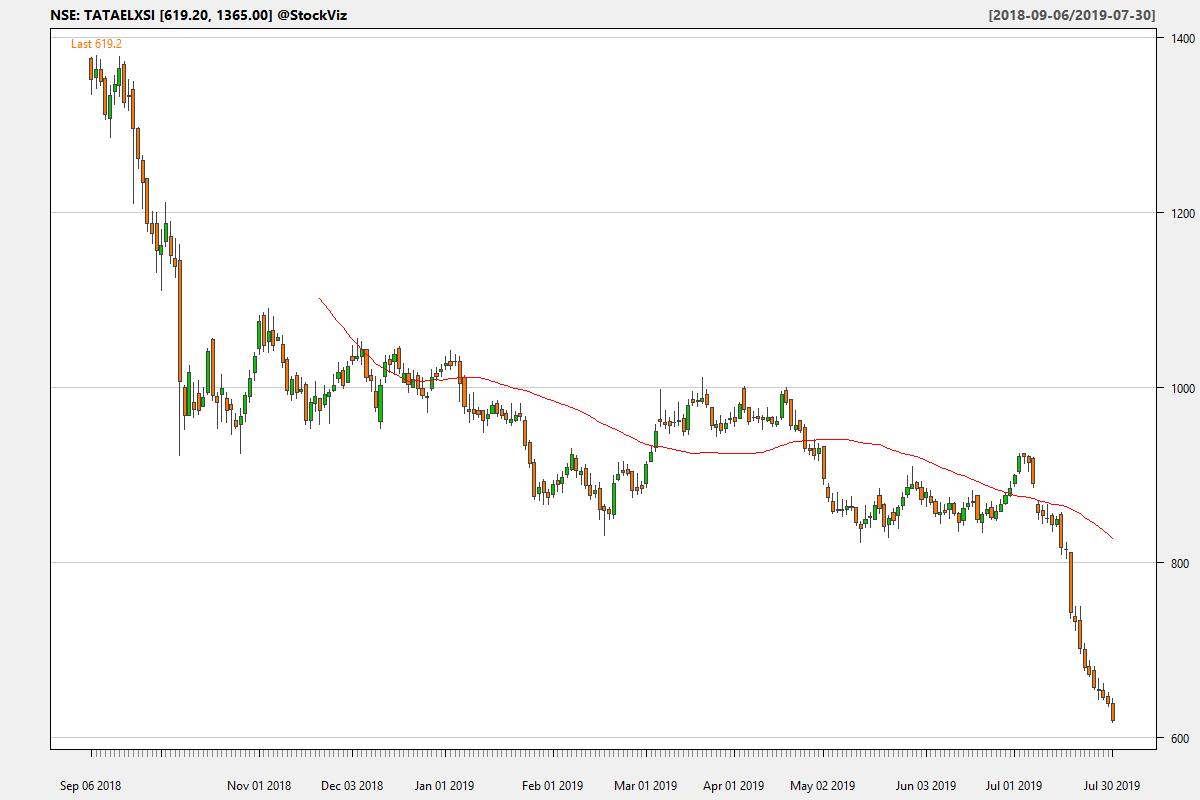 NSE: TATAELXSI [619.20, 1365.00] @StockViz [2018-09-06/2019-07-30]
Last 619.2
1400
1200
1000
800
600
Sep 06 2018 Nov 01 2018 Dec 03 2018 Jan 01 2019 Feb 01 2019 Mar 01 2019 Apr 01 2019 May 02 2019 Jun 03 2019 Jul 01 2019 Jul 30 2019